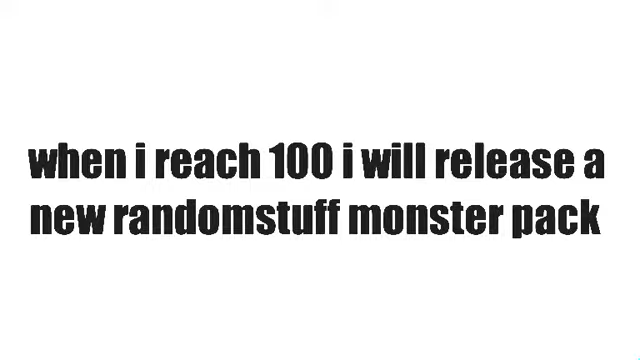 when i reach 100 i will release a
new randomstuff monster pack